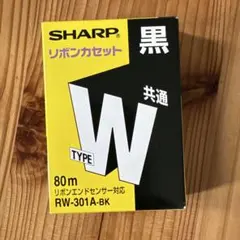 SHARP®
リボンカセット
黒
共通
W
TYPE
80m
リボンエンドセンサー対応
RW-301A-BK